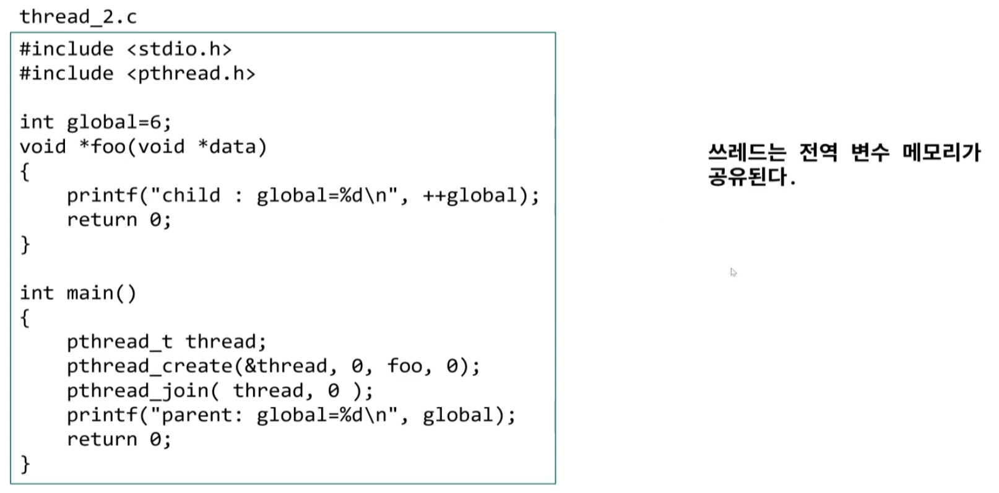 thread_2.c
#include <stdio.h>
#include <pthread.h>
int global=6;
void *foo(void *data)
{
    printf("child : global=%d\n", ++global);
    return 0;
}
int main()
{
    pthread_t thread;
    pthread_create(&thread, 0, foo, 0);
    pthread_join( thread, 0 );
    printf("parent: global=%d\n", global);
    return 0;
}
쓰레드는 전역 변수 메모리가
공유된다.